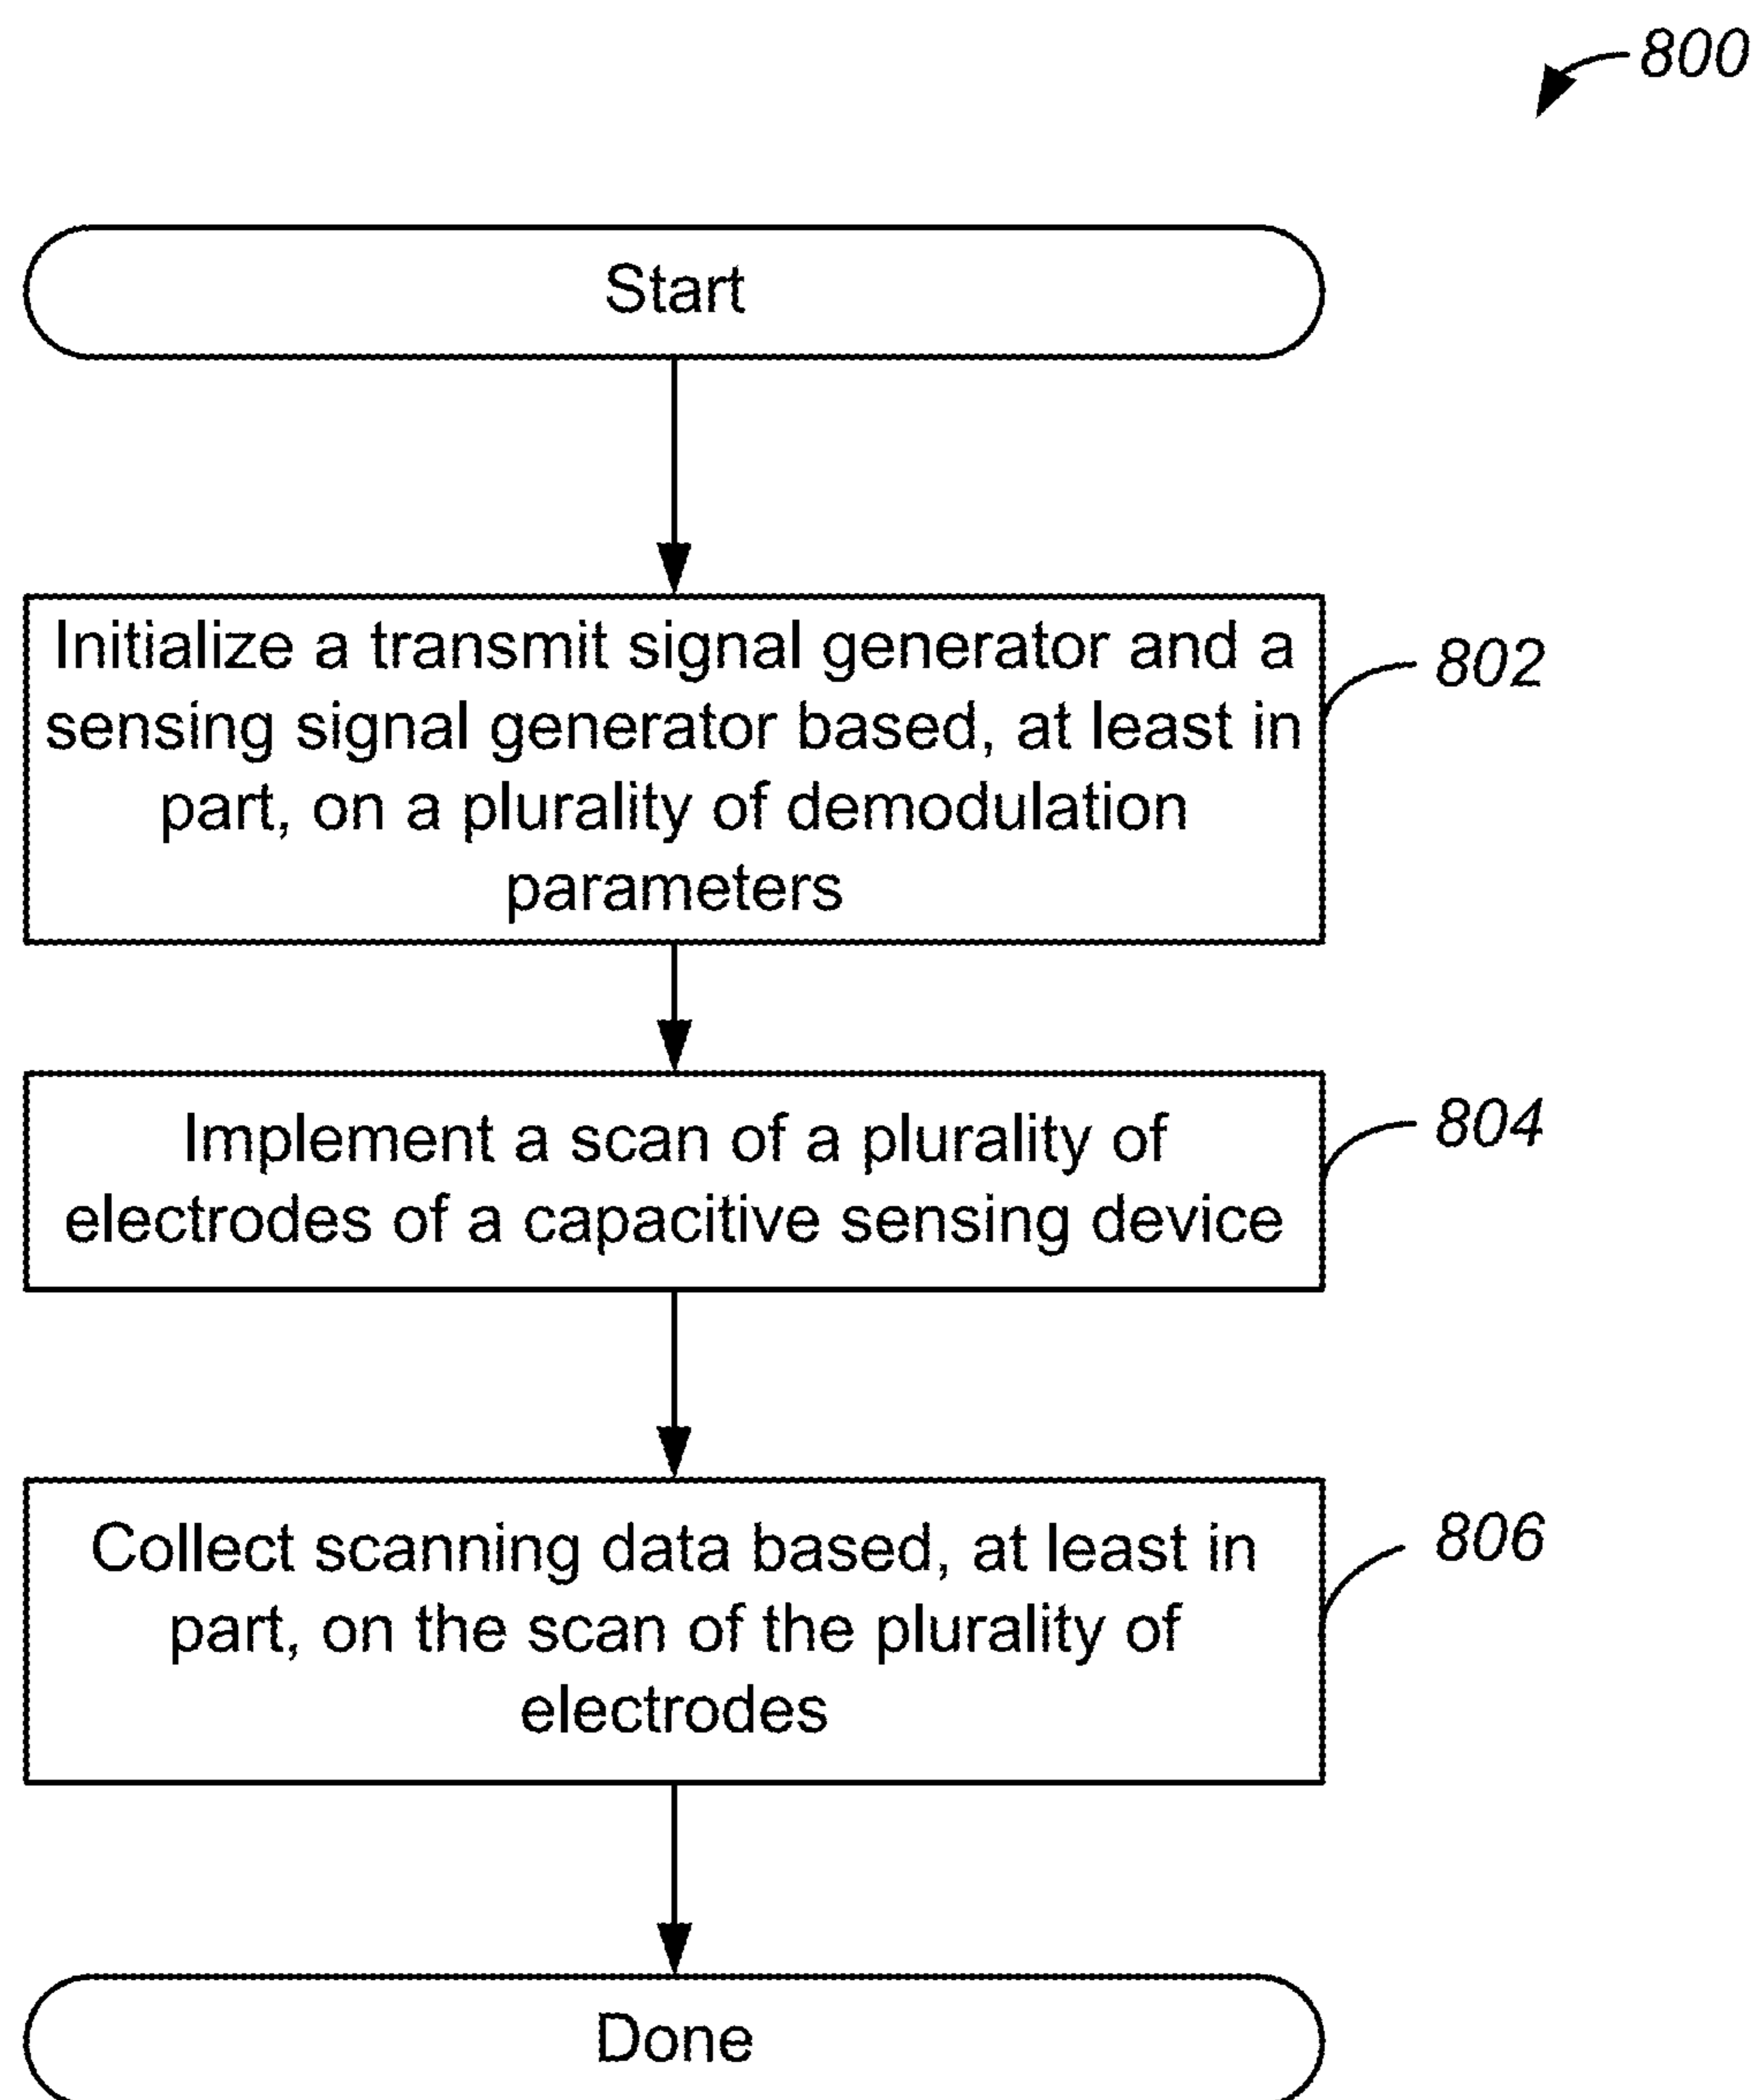 800
Start
Initialize a transmit signal generator and a
sensing signal generator based, at least in
part, on a plurality of demodulation
parameters
802
Implement a scan of a plurality of
electrodes of a capacitive sensing device
804
Collect scanning data based, at least in
part, on the scan of the plurality of
electrodes
806
Done